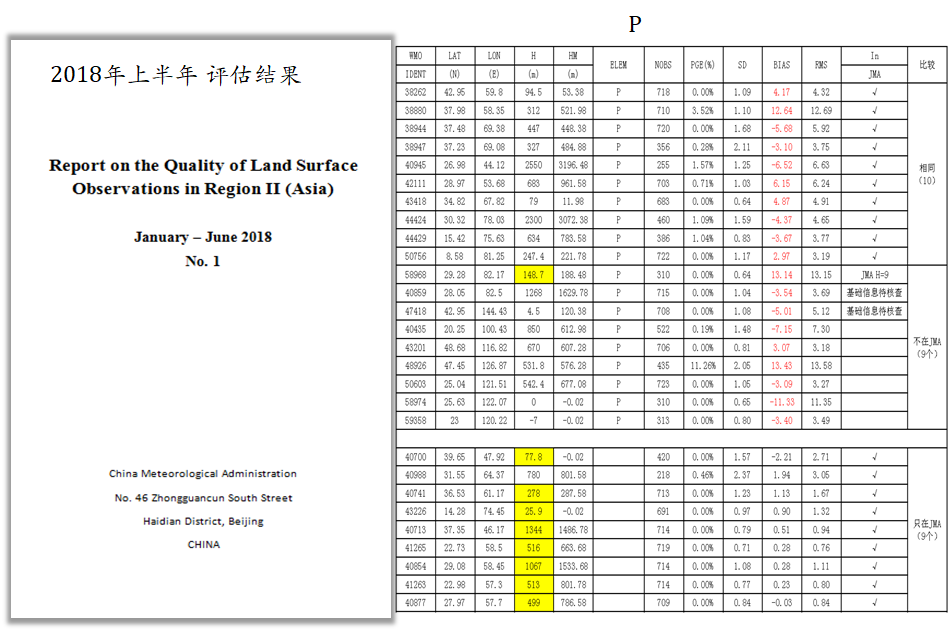 P
2018年上半年 评估结果
Report on the Quality of Land Surface
Observations in Region II (Asia)
January – June 2018
No. 1
China Meteorological Administration
No. 46 Zhongguancun South Street
Haidian District, Beijing
CHINA
WMO LAT LON H HM ELEM NOBS PGE(%) SD BIAS RMS In 比较
IDENT (N) (E) (m) (m) JMA
38262 42.95 59.8 94.5 53.38 P 718 0.00% 1.09 4.17 4.32 √
38880 37.98 58.35 312 521.98 P 710 3.52% 1.10 12.64 12.69 √
38944 37.48 69.38 447 448.38 P 720 0.00% 1.68 -5.68 5.92 √
38947 37.23 69.08 327 484.88 P 356 0.28% 2.11 -3.10 3.75 √
40945 26.98 44.12 2550 3196.48 P 255 1.57% 1.25 -6.52 6.63 √
相同
42111 28.97 53.68 683 961.58 P 703 0.71% 1.03 6.15 6.24 √
(10)
43418 34.82 67.82 79 11.98 P 683 0.00% 0.64 4.87 4.91 √
44424 30.32 78.03 2300 3072.38 P 460 1.09% 1.59 -4.37 4.65 √
44429 15.42 75.63 634 783.58 P 386 1.04% 0.83 -3.67 3.77 √
50756 8.58 81.25 247.4 221.78 P 722 0.00% 1.17 2.97 3.19 √
58968 29.28 82.17 148.7 188.48 P 310 0.00% 0.64 13.14 13.15 JMA H=9
40859 28.05 82.5 1268 1629.78 P 715 0.00% 1.04 -3.54 3.69 基础信息待核查
47418 42.95 144.43 4.5 120.38 P 708 0.00% 1.08 -5.01 5.12 基础信息待核查
40435 20.25 100.43 850 612.98 P 522 0.19% 1.48 -7.15 7.30
不在JMA
43201 48.68 116.82 670 607.28 P 706 0.00% 0.81 3.07 3.18
(9个)
48926 47.45 126.87 531.8 576.28 P 435 11.26% 2.05 13.43 13.58
50603 25.04 121.51 542.4 677.08 P 723 0.00% 1.05 -3.09 3.27
58974 25.63 122.07 0 -0.02 P 310 0.00% 0.65 -11.33 11.35
59358 23 120.22 -7 -0.02 P 313 0.00% 0.80 -3.40 3.49
40700 39.65 47.92 77.8 -0.02 420 0.00% 1.57 -2.21 2.71 √
40988 31.55 64.37 780 801.58 218 0.46% 2.37 1.94 3.05 √
40741 36.53 61.17 278 287.58 713 0.00% 1.23 1.13 1.67 √
43226 14.28 74.45 25.9 -0.02 691 0.00% 0.97 0.90 1.32 √
只在JMA
40713 37.35 46.17 1344 1486.78 714 0.00% 0.79 0.51 0.94 √
(9个)
41265 22.73 58.5 516 663.68 719 0.00% 0.71 0.28 0.76 √
40854 29.08 58.45 1067 1533.68 714 0.00% 1.08 0.28 1.11 √
41263 22.98 57.3 513 801.78 714 0.00% 0.77 0.23 0.80 √
40877 27.97 57.7 499 786.58 709 0.00% 0.84 -0.03 0.84 √